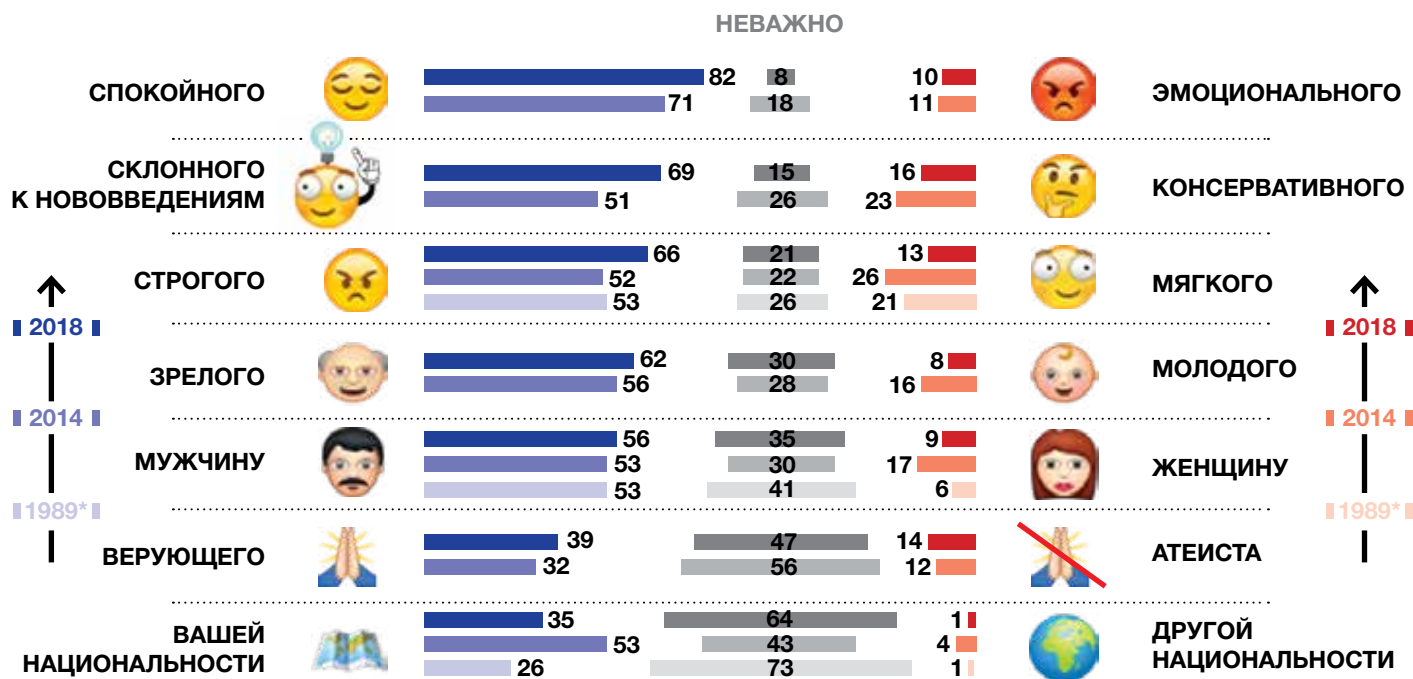 НЕВАЖНО
СПОКОЙНОГО 82 8 10 ЭМОЦИОНАЛЬНОГО
71 18 11
СКЛОННОГО
К НОВОВВЕДЕНИЯМ 69 15 16 КОНСЕРВАТИВНОГО
51 26 23
СТРОГОГО 66 21 13 МЯГКОГО
52 22 26
53 26 21
2018 2018
ЗРЕЛОГО 62 30 8 МОЛОДОГО
56 28 16
2014 2014
МУЖЧИНУ 56 35 9 ЖЕНЩИНУ
53 30 17
53 41 6
1989* 1989*
ВЕРУЮЩЕГО 39 47 14 АТЕИСТА
32 56 12
ВАШЕЙ
НАЦИОНАЛЬНОСТИ 35 64 1 ДРУГОЙ
НАЦИОНАЛЬНОСТИ
53 43 4
26 73 1